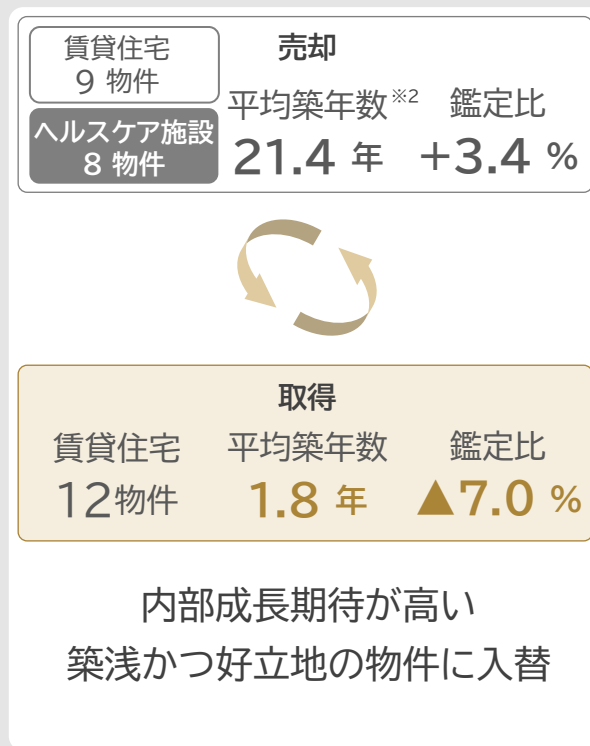 売却
賃貸住宅
9 物件
ヘルスケア施設
8 物件
平均築年数※2 鑑定比
21.4 年 +3.4 %
取得
賃貸住宅 平均築年数 鑑定比
12物件 1.8 年 ▲7.0 %
内部成長期待が高い
築浅かつ好立地の物件に入替